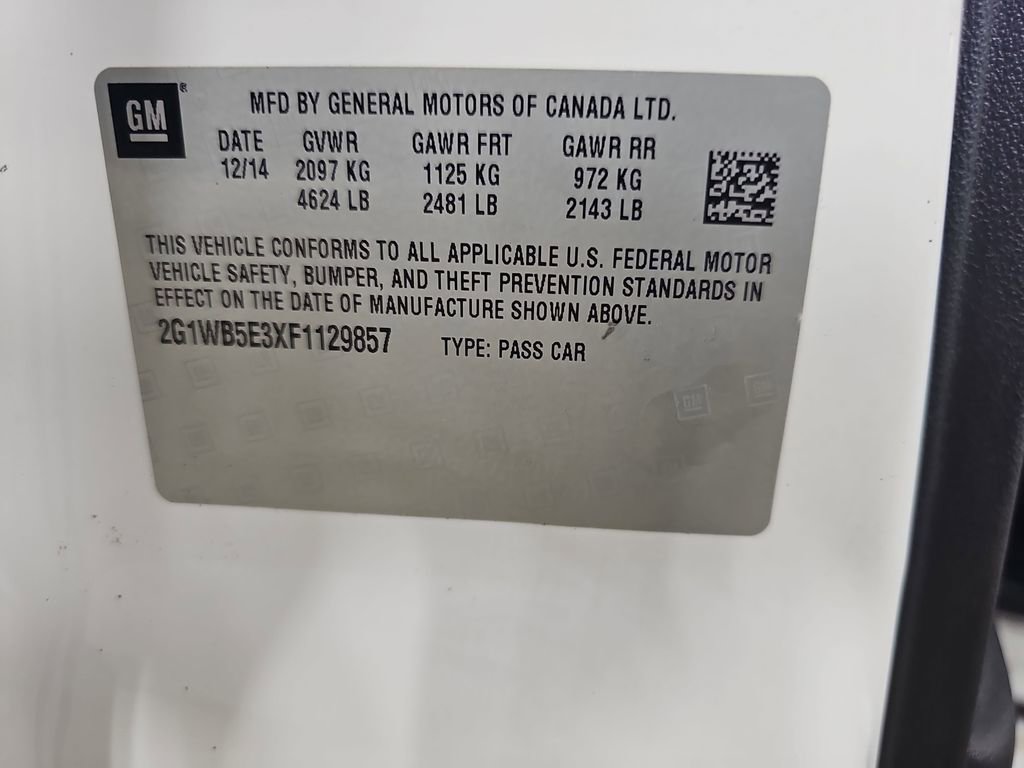 GM®
MFD BY GENERAL MOTORS OF CANADA LTD.
DATE GVWR GAWR FRT GAWR RR
12/14 2097 KG 1125 KG 972 KG
4624 LB 2481 LB 2143 LB
THIS VEHICLE CONFORMS TO ALL APPLICABLE U.S. FEDERAL MOTOR
VEHICLE SAFETY, BUMPER, AND THEFT PREVENTION STANDARDS IN
EFFECT ON THE DATE OF MANUFACTURE SHOWN ABOVE.
2G1WB5E3XF1129857 TYPE: PASS CAR
GM GM